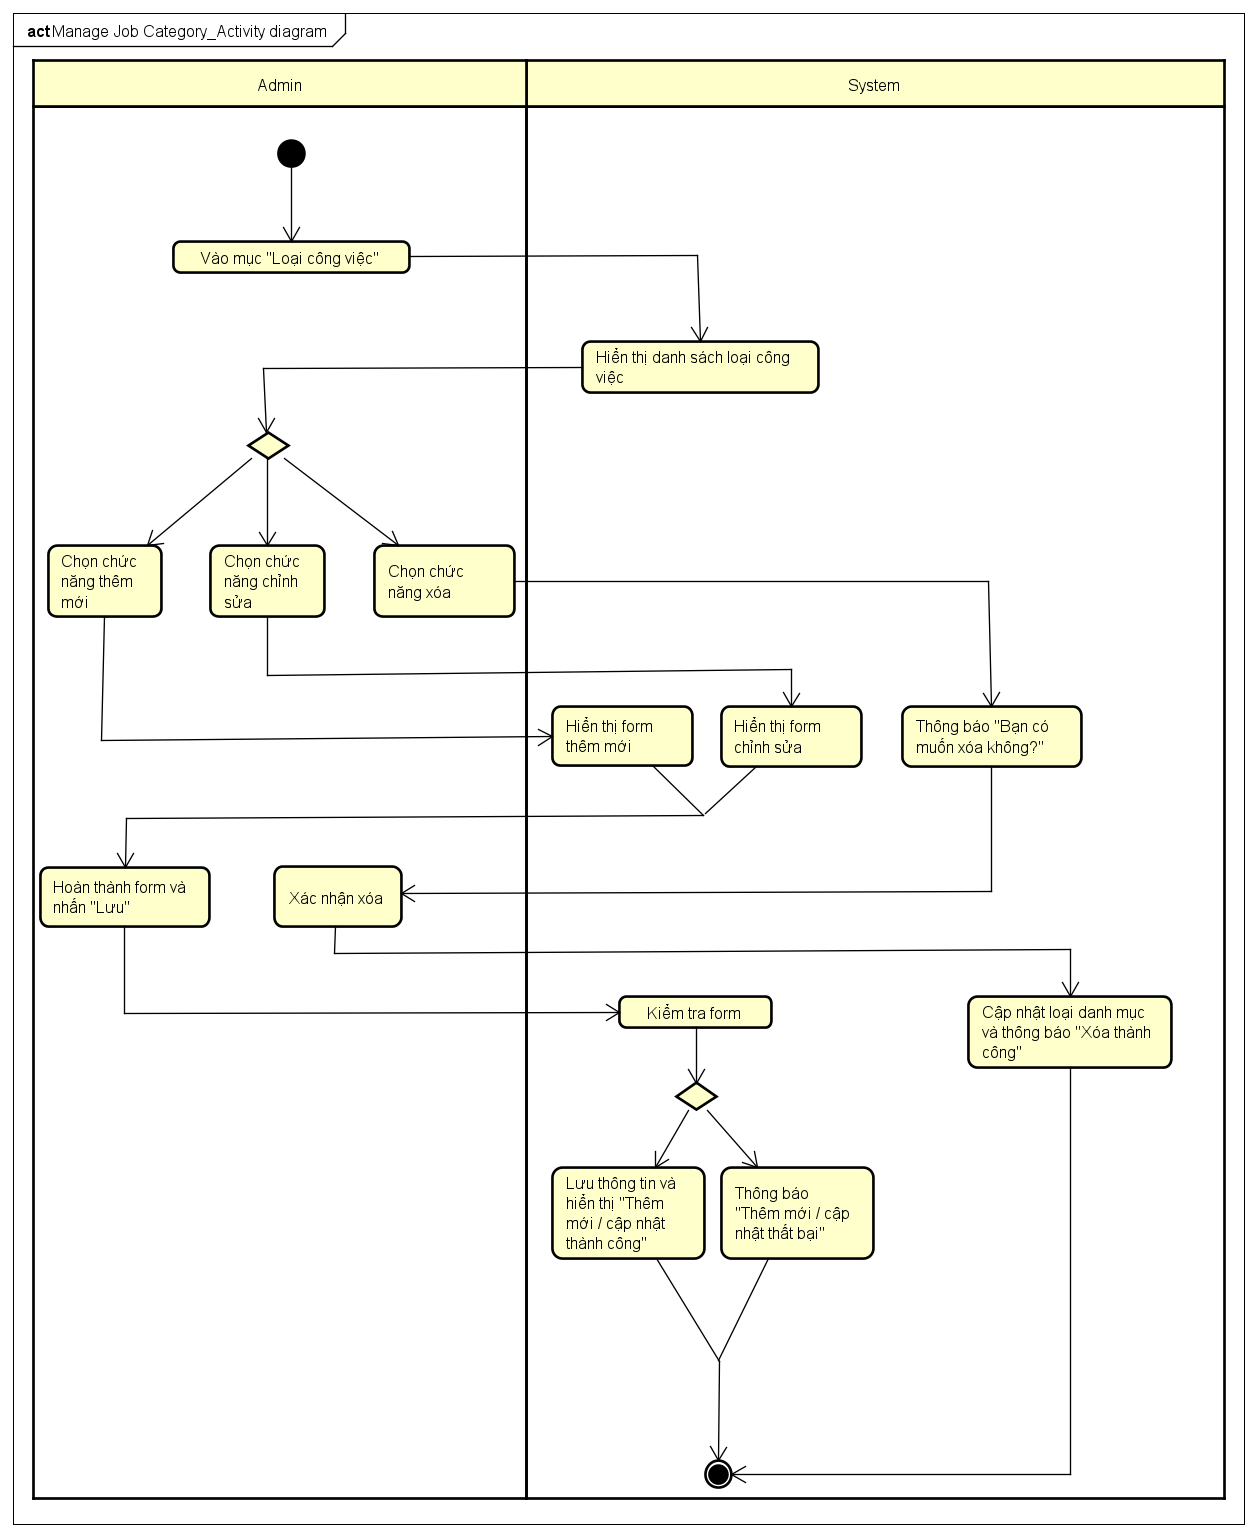 act Manage Job Category_Activity diagram
Admin
System
Vào mục "Loại công việc"
Hiển thị danh sách loại công
việc
Chọn chức
năng thêm
mới
Chọn chức
năng chỉnh
sửa
Chọn chức
năng xóa
Hiển thị form
thêm mới
Hiển thị form
chỉnh sửa
Thông báo "Bạn có
muốn xóa không?"
Hoàn thành form và
nhấn "Lưu"
Xác nhận xóa
Kiểm tra form
Cập nhật loại danh mục
và thông báo "Xóa thành
công"
Lưu thông tin và
hiển thị "Thêm
mới / cập nhật
thành công"
Thông báo
"Thêm mới / cập
nhật thất bại"